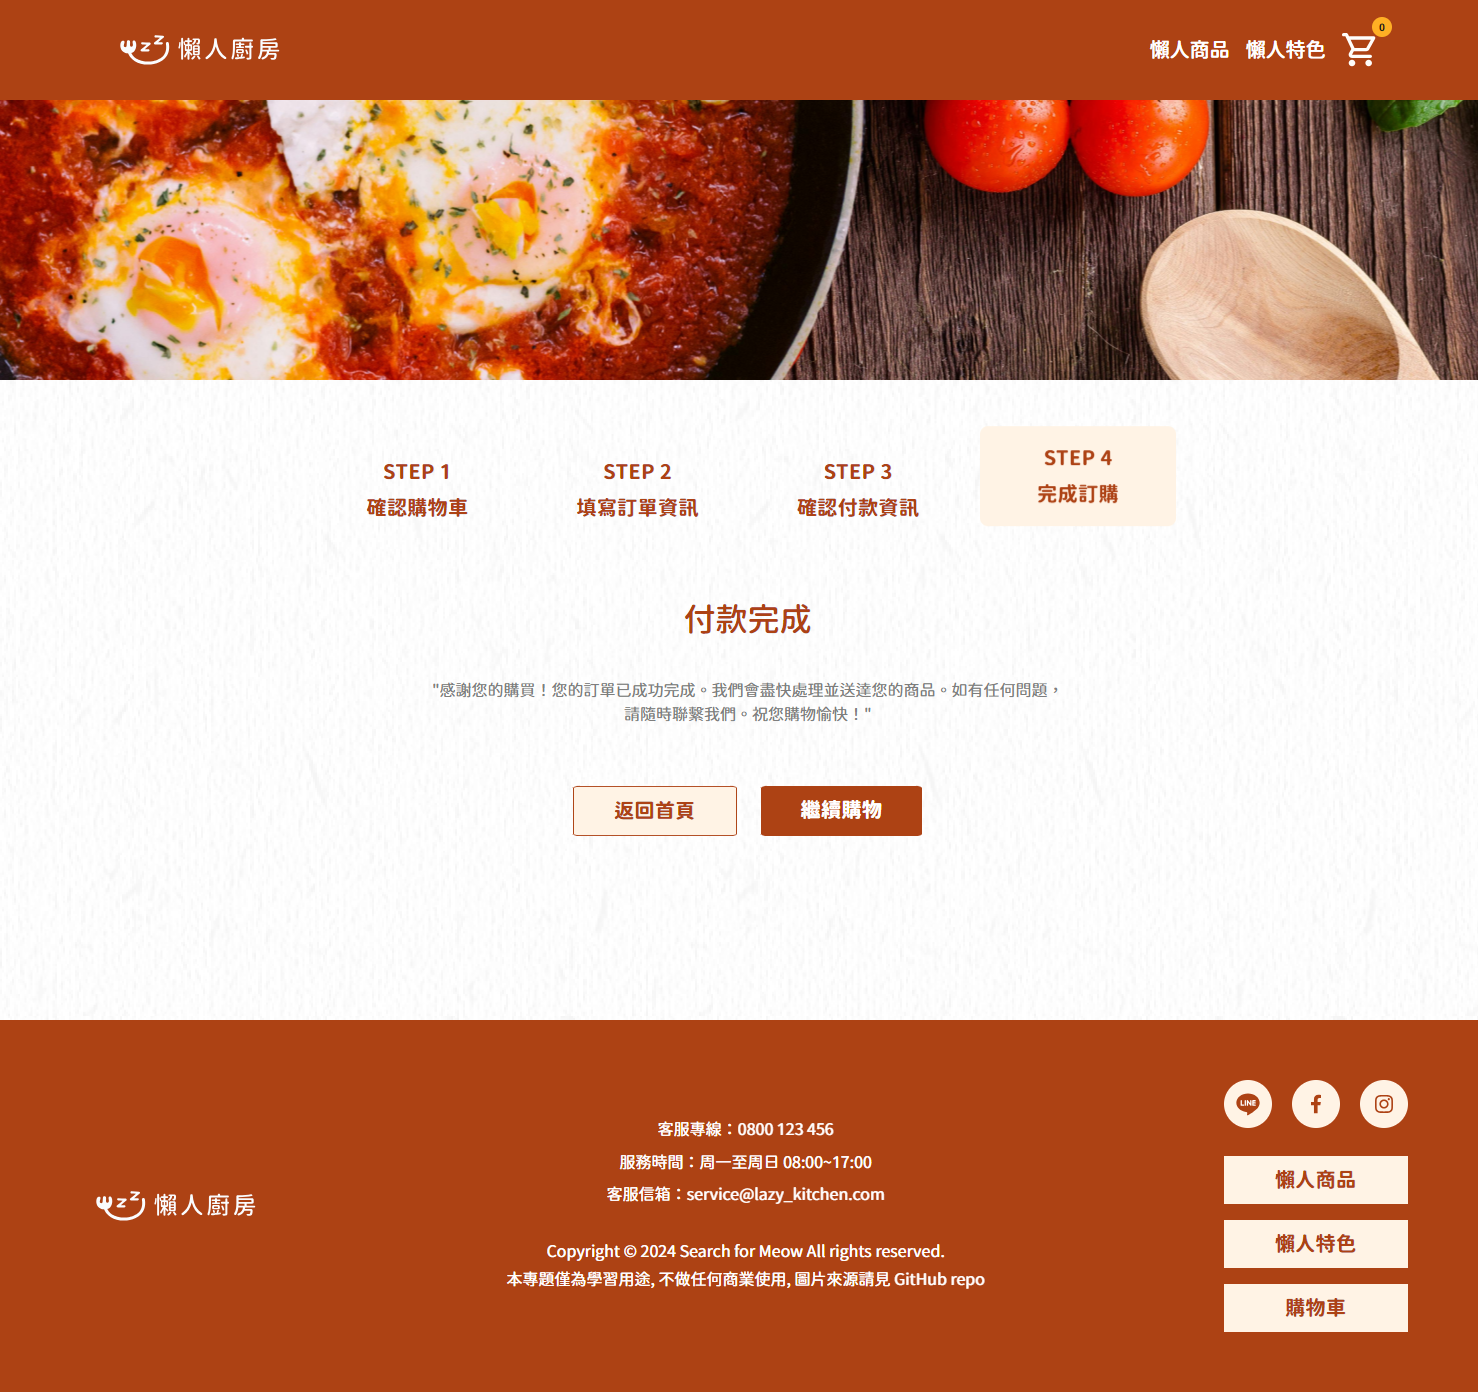 懶人廚房
懶人商品 懶人特色 0
STEP 1
確認購物車
STEP 2
填寫訂單資訊
STEP 3
確認付款資訊
STEP 4
完成訂購
付款完成
"感謝您的購買！您的訂單已成功完成。我們會盡快處理並送達您的商品。如有任何問題，
請隨時聯繫我們。祝您購物愉快！"
返回首頁 繼續購物
懶人廚房
客服專線：0800 123 456
服務時間：周一至周日 08:00~17:00
客服信箱：service@lazy_kitchen.com
Copyright © 2024 Search for Meow All rights reserved.
本專題僅為學習用途, 不做任何商業使用, 圖片來源請見 GitHub repo
LINE
懶人商品
懶人特色
購物車